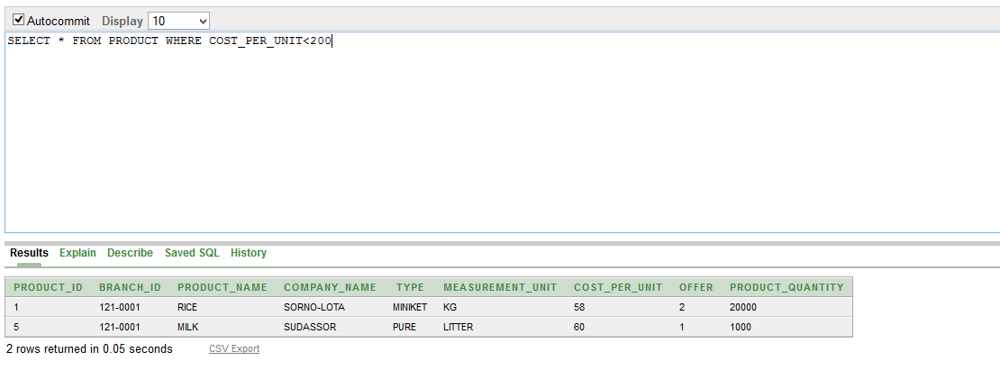 Autocommit Display 10
SELECT * FROM PRODUCT WHERE COST_PER_UNIT<200
Results Explain Describe Saved SQL History
PRODUCT_ID BRANCH_ID PRODUCT_NAME COMPANY_NAME TYPE MEASUREMENT_UNIT COST_PER_UNIT OFFER PRODUCT_QUANTITY
1 121-0001 RICE SORNO-LOTA MINIKET KG 58 2 20000
5 121-0001 MILK SUDASSOR PURE LITTER 60 1 1000
2 rows returned in 0.05 seconds CSV Export